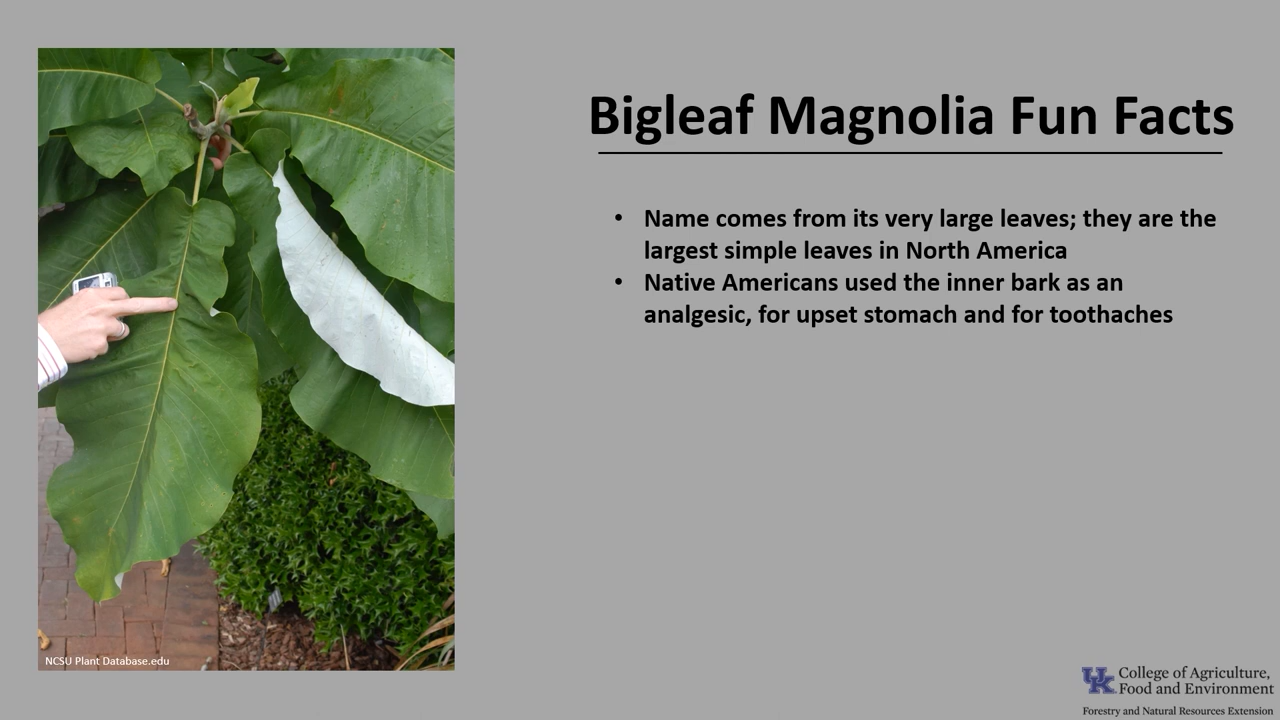 Bigleaf Magnolia Fun Facts
• Name comes from its very large leaves; they are the
largest simple leaves in North America
• Native Americans used the inner bark as an
analgesic, for upset stomach and for toothaches
NCSU Plant Database.edu
UK College of Agriculture,
Food and Environment
Forestry and Natural Resources Extension